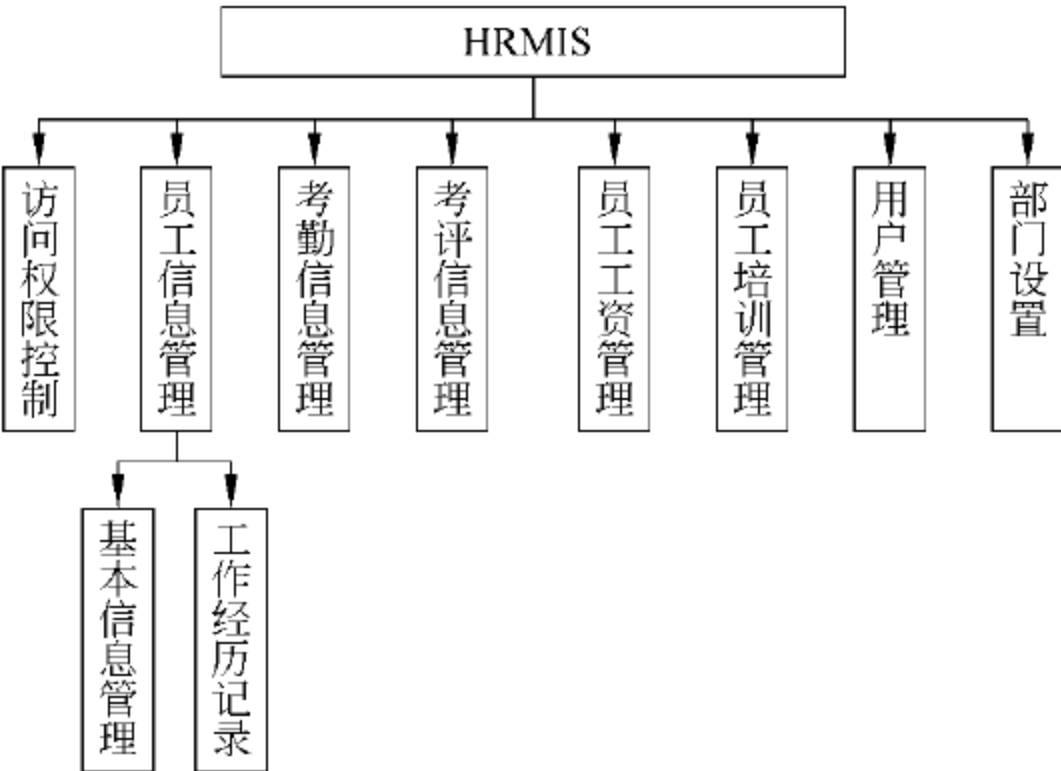 HRMIS
访问权限控制
员工信息管理
考勤信息管理
考评信息管理
员工工资管理
员工培训管理
用户管理
部门设置
基本信息管理
工作经历记录